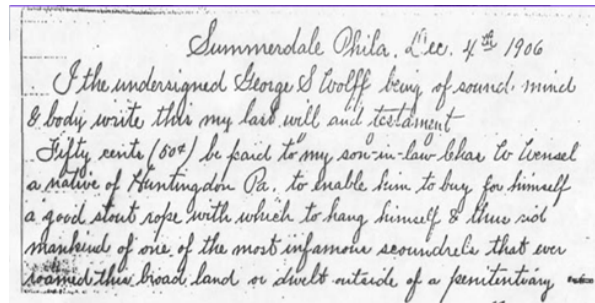 Summerdale Phila. Dec. 4th 1906
I the undersigned George S Wolff being of sound mind
& body write this my last will and testament
Fifty cents (50¢) be paid to my son-in-law Chas W Wensel
a native of Huntingdon Pa. to enable him to buy for himself
a good stout rope with which to hang himself & thus rid
mankind of one of the most infamous scoundrels that ever
roamed this broad land or dwelt outside of a penitentiary